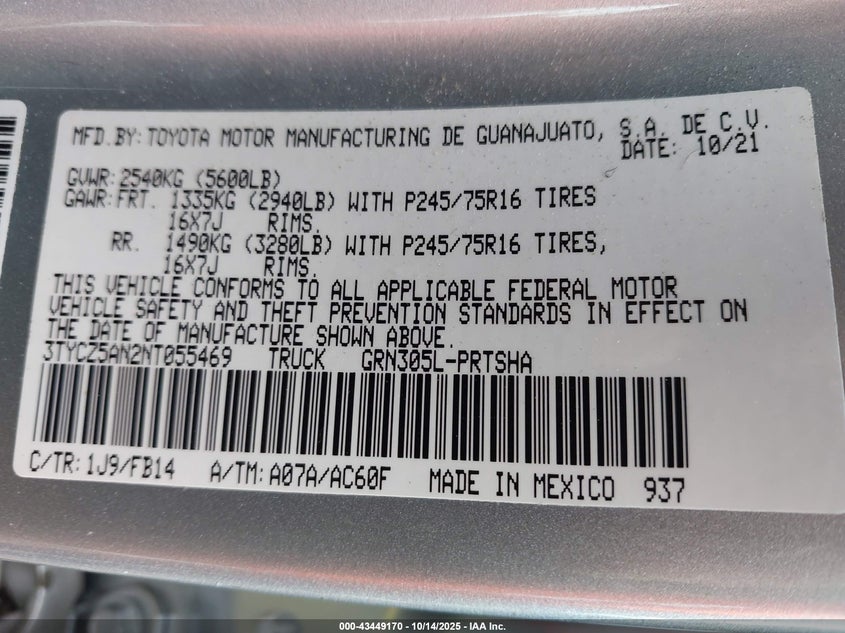 MFD.BY: TOYOTA MOTOR MANUFACTURING DE GUANAJUATO, S.A. DE C.V.
DATE: 10/21
GVWR: 2540KG (5600LB)
GAWR: FRT. 1335KG (2940LB) WITH P245/75R16 TIRES
16X7J RIMS.
RR. 1490KG (3280LB) WITH P245/75R16 TIRES,
16X7J RIMS.
THIS VEHICLE CONFORMS TO ALL APPLICABLE FEDERAL MOTOR
VEHICLE SAFETY AND THEFT PREVENTION STANDARDS IN EFFECT ON
THE DATE OF MANUFACTURE SHOWN ABOVE.
3TYCZ5AN2NT055469 TRUCK GRN305L-PRTSHA
C/TR: 1J9/FB14 A/TM: A07A/AC60F MADE IN MEXICO 937
000-43449170 - 10/14/2025 - IAA Inc.